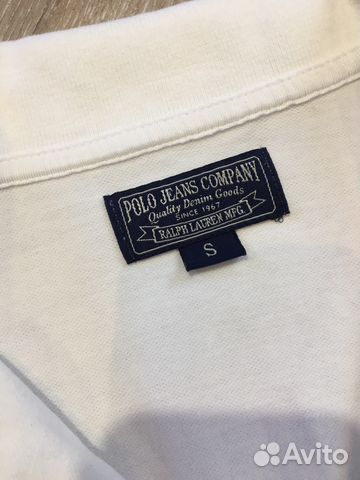 POLO JEANS COMPANY
Quality Denim Goods
SINCE 1967
RALPH LAUREN MFG.
S
Avito